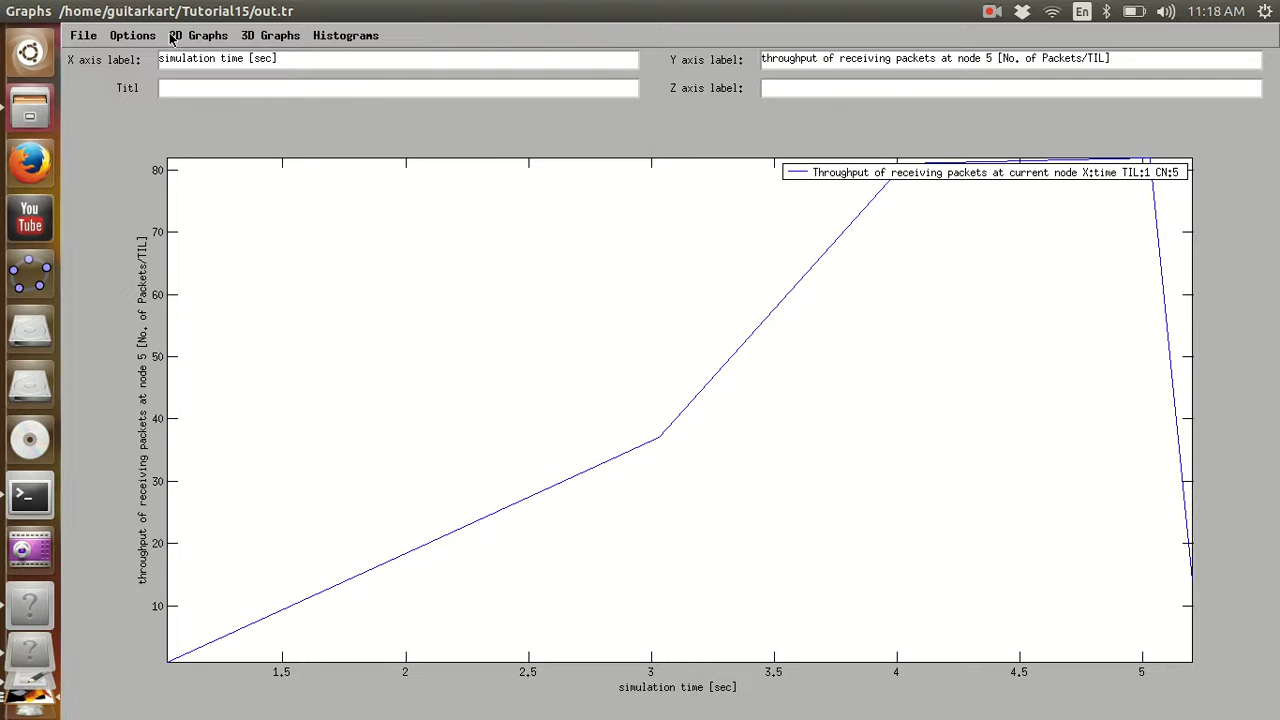 Graphs /home/guitarkart/Tutorial15/out.tr
En
11:18 AM
File Options 2D Graphs 3D Graphs Histograms
X axis label: simulation time [sec]
Y axis label: throughput of receiving packets at node 5 [No. of Packets/TIL]
Titl
Z axis label:
You
Tube
Throughput of receiving packets at current node X:time TIL:1 CN:5
throughput of receiving packets at node 5 [No. of Packets/TIL]
80
70
60
50
40
30
20
10
1.5 2 2.5 3 3.5 4 4.5 5
simulation time [sec]
>_
?
?